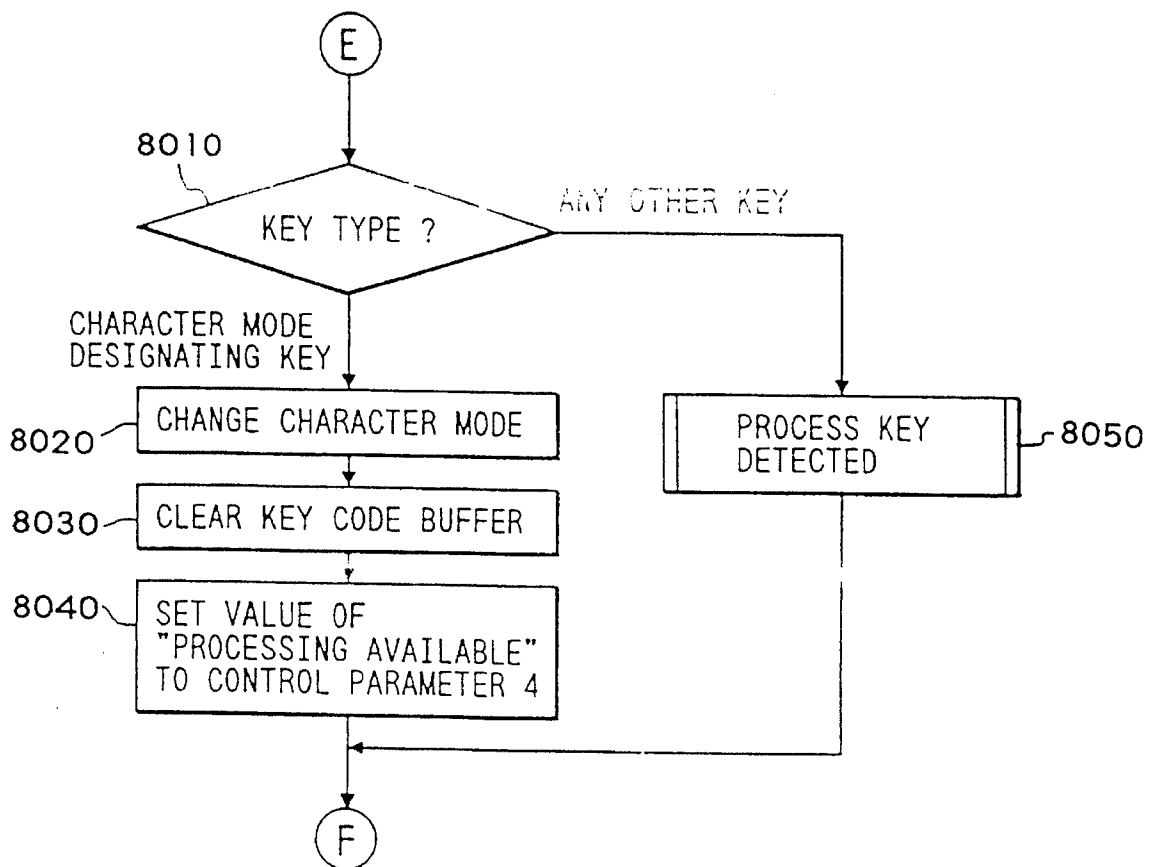 E
8010
KEY TYPE ?
ANY OTHER KEY
CHARACTER MODE
DESIGNATING KEY
8020
CHANGE CHARACTER MODE
PROCESS KEY
DETECTED
8050
8030
CLEAR KEY CODE BUFFER
8040
SET VALUE OF
"PROCESSING AVAILABLE"
TO CONTROL PARAMETER 4
F